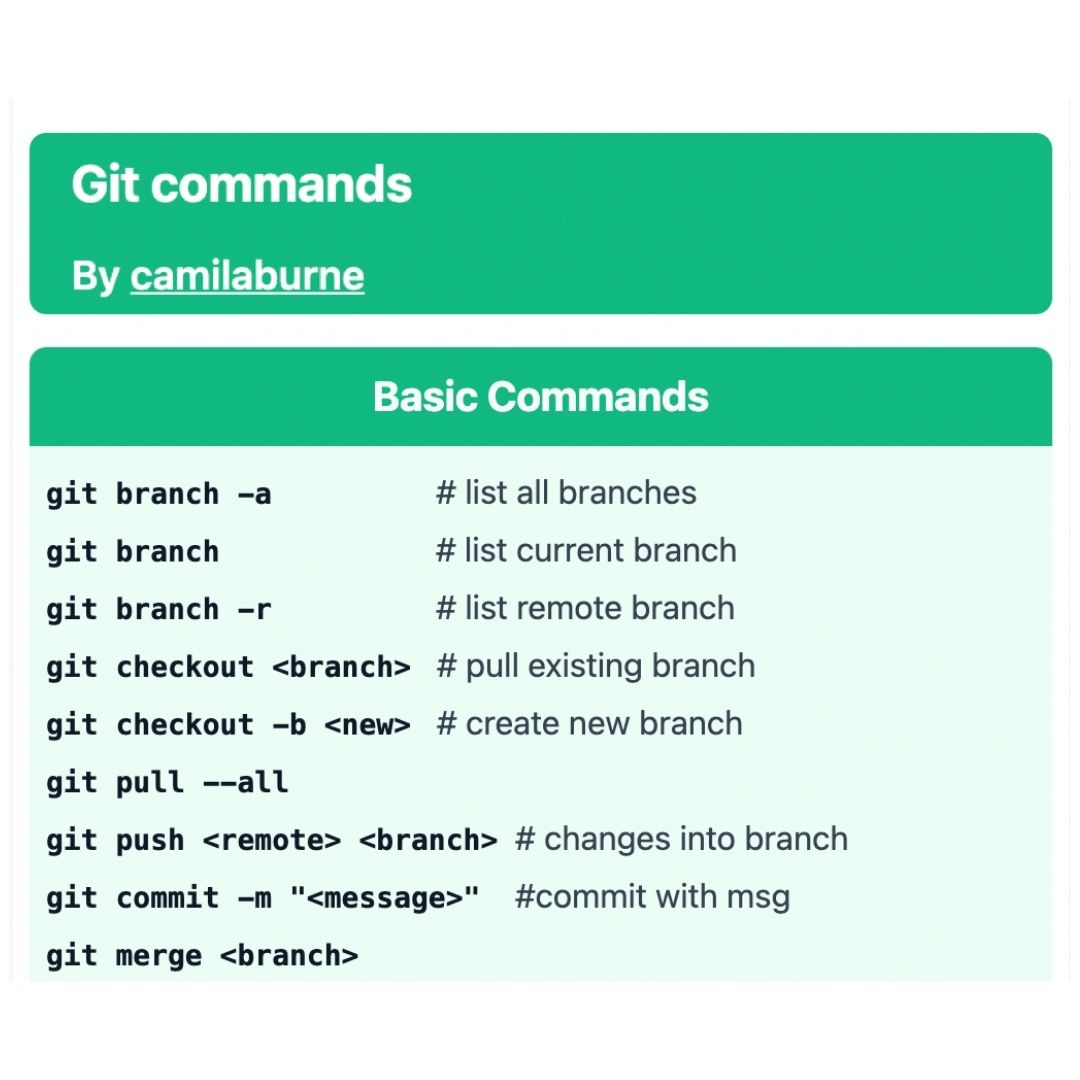 Git commands
By camilaburne
Basic Commands
git branch -a # list all branches
git branch # list current branch
git branch -r # list remote branch
git checkout <branch> # pull existing branch
git checkout -b <new> # create new branch
git pull --all
git push <remote> <branch> # changes into branch
git commit -m "<message>" #commit with msg
git merge <branch>